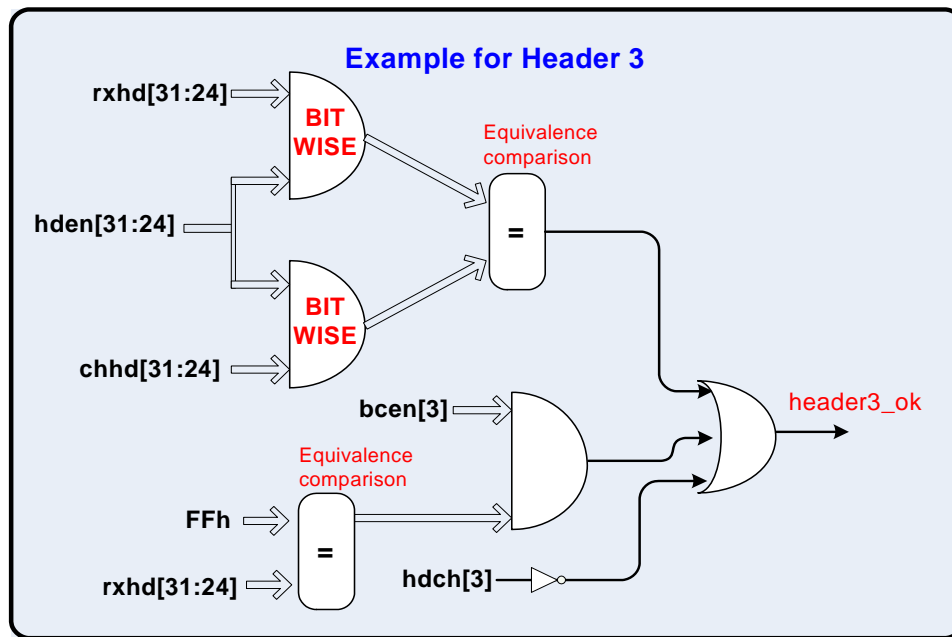 Example for Header 3
rxhd[31:24]
BIT
WISE
Equivalence
comparison
hden[31:24]
=
BIT
WISE
chhd[31:24]
bcen[3]
header3_ok
Equivalence
comparison
FFh
=
rxhd[31:24]
hdch[3]